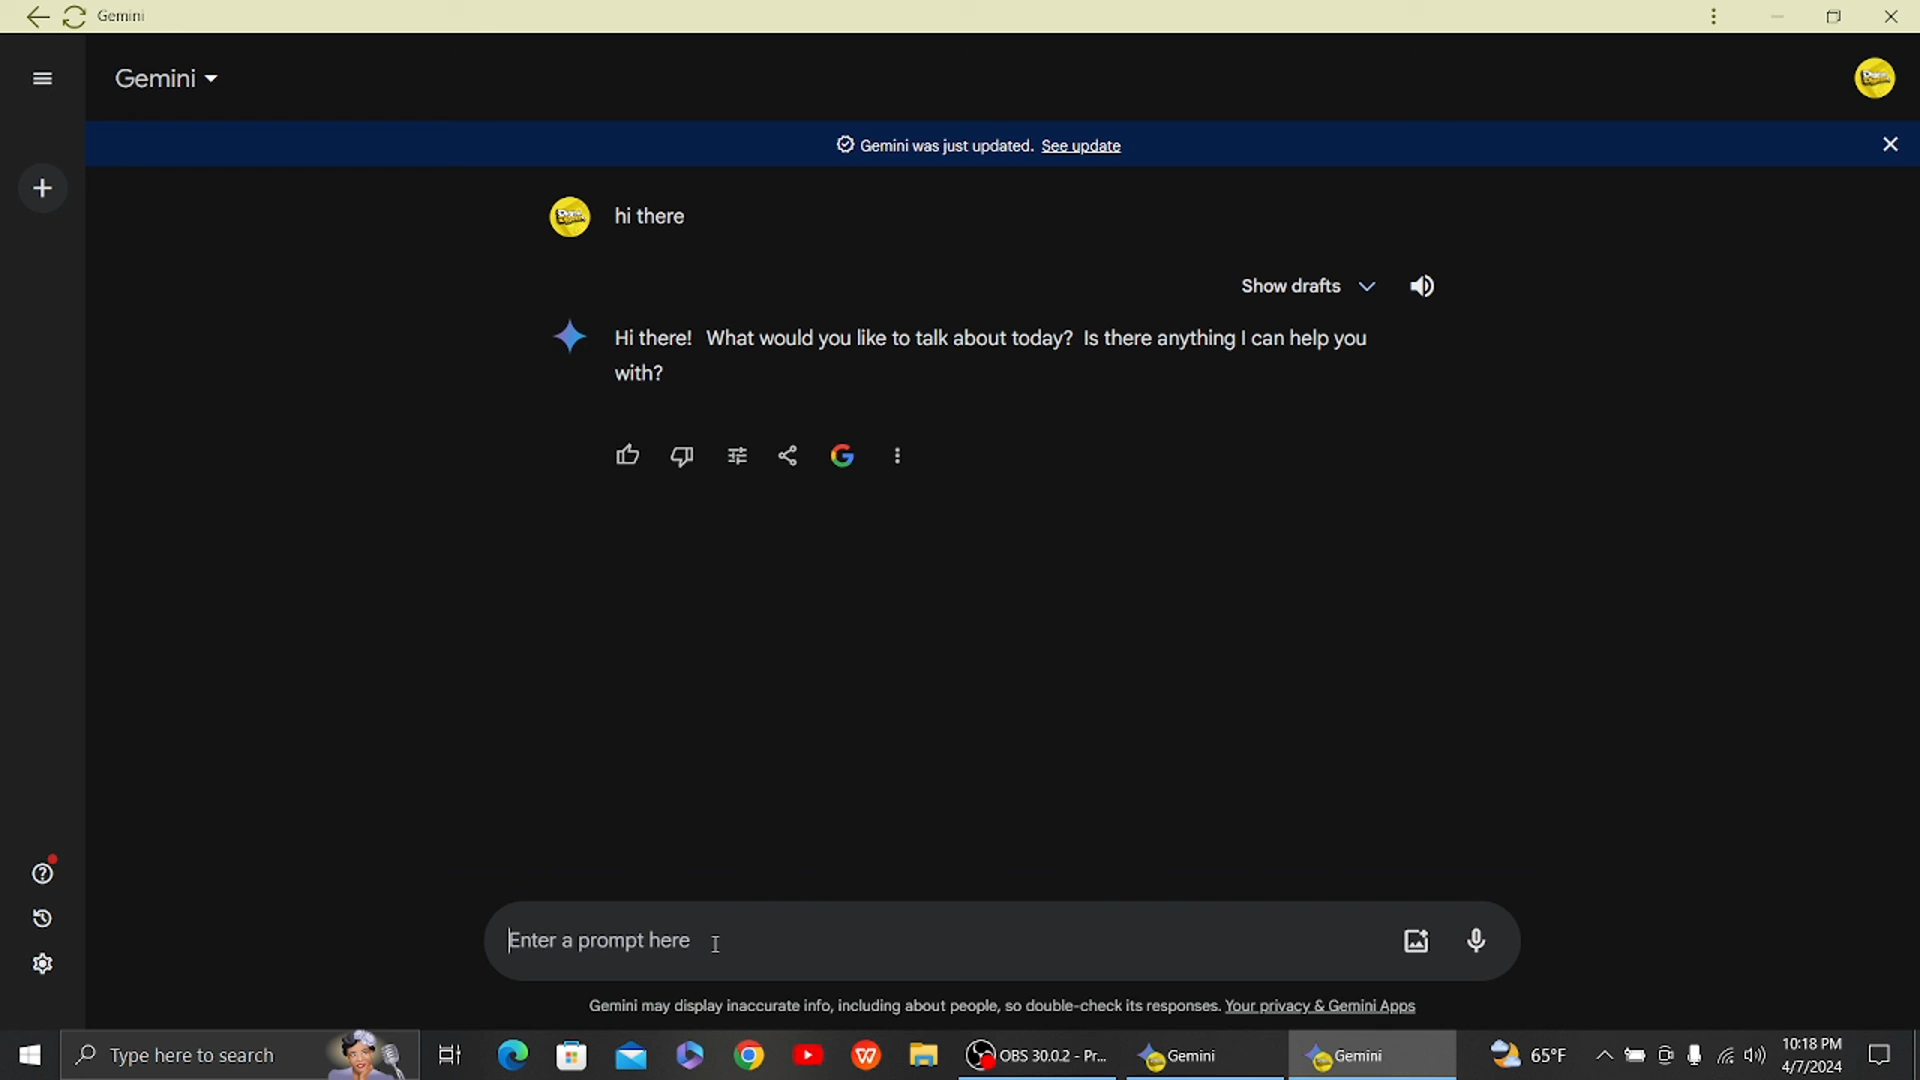 Gemini
Gemini
Gemini was just updated. See update
hi there
Show drafts
Hi there! What would you like to talk about today? Is there anything I can help you
with?
Enter a prompt here
Gemini may display inaccurate info, including about people, so double-check its responses. Your privacy & Gemini Apps
Type here to search
OBS 30.0.2 - Pr...
Gemini
Gemini
65°F
10:18 PM
4/7/2024